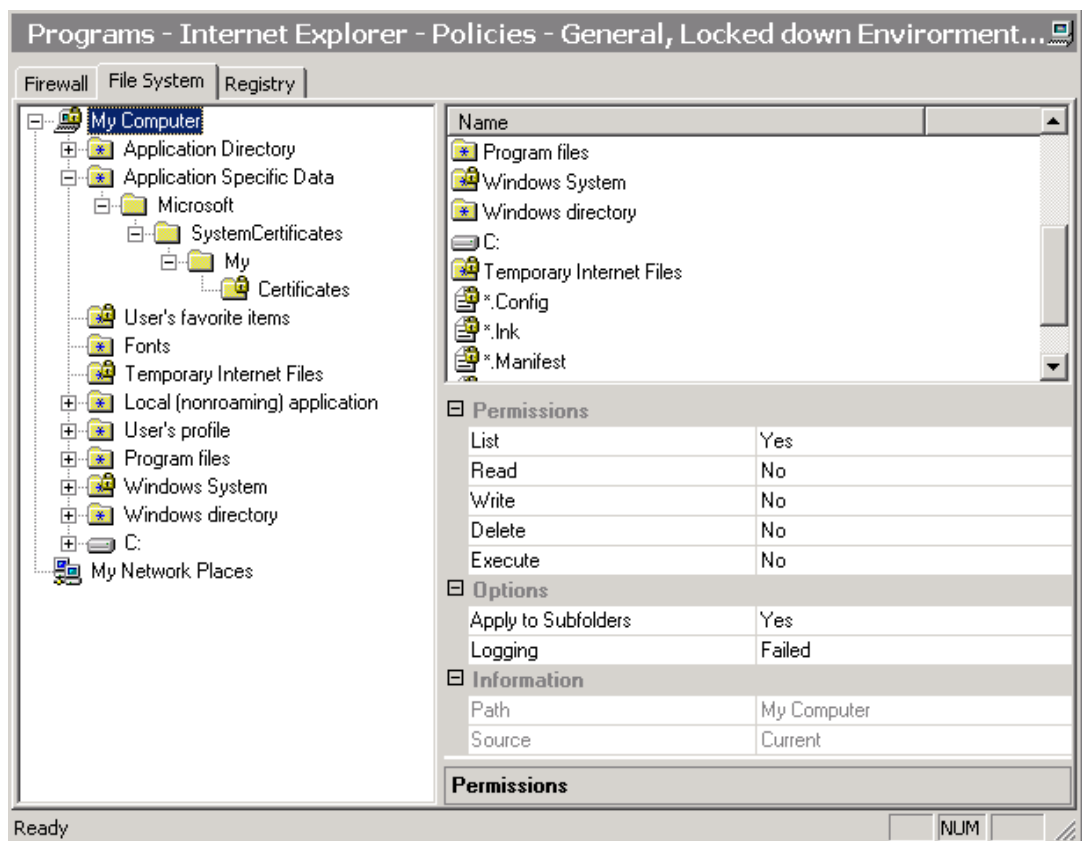 Programs - Internet Explorer - Policies - General, Locked down Envirorment...
Firewall File System Registry
My Computer
Application Directory
Application Specific Data
Microsoft
SystemCertificates
My
Certificates
User's favorite items
Fonts
Temporary Internet Files
Local (nonroaming) application
User's profile
Program files
Windows System
Windows directory
C:
My Network Places
Name
Program files
Windows System
Windows directory
C:
Temporary Internet Files
*.Config
*.lnk
*.Manifest
Permissions
List Yes
Read No
Write No
Delete No
Execute No
Options
Apply to Subfolders Yes
Logging Failed
Information
Path My Computer
Source Current
Permissions
Ready NUM